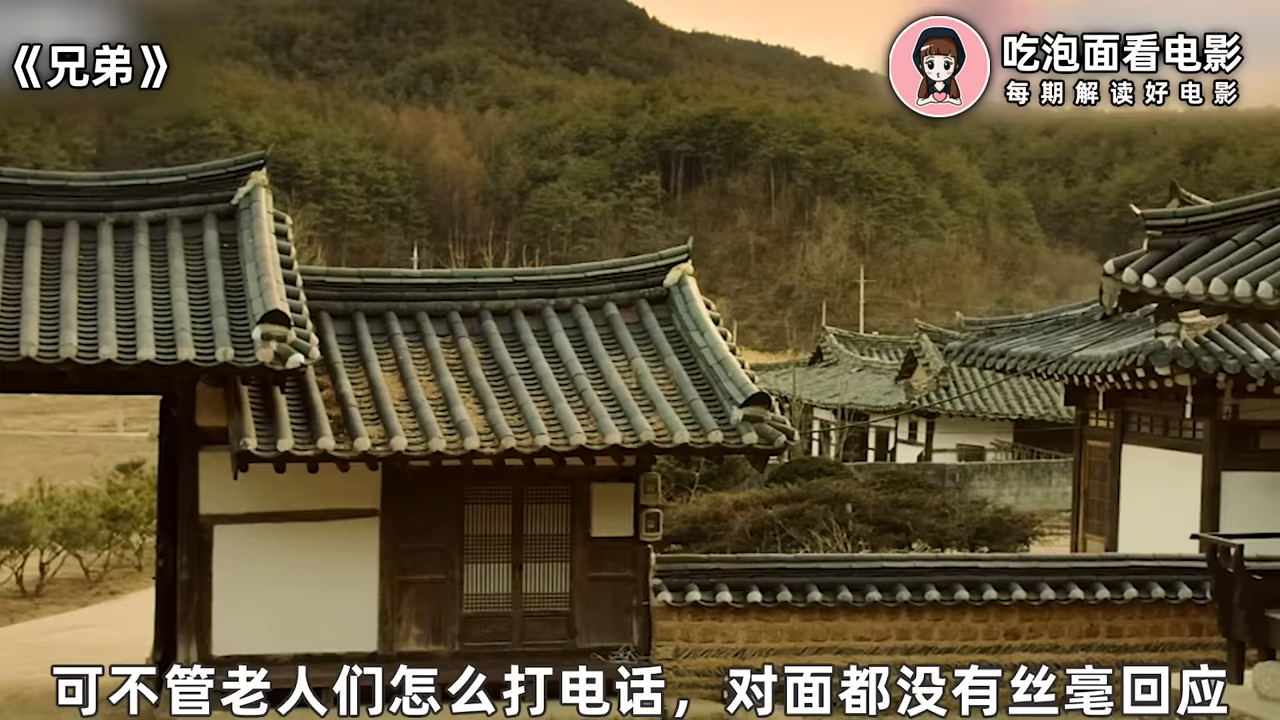 《兄弟》
吃泡面看电影
每期解读好电影
可不管老人们怎么打电话，对面都没有丝毫回应